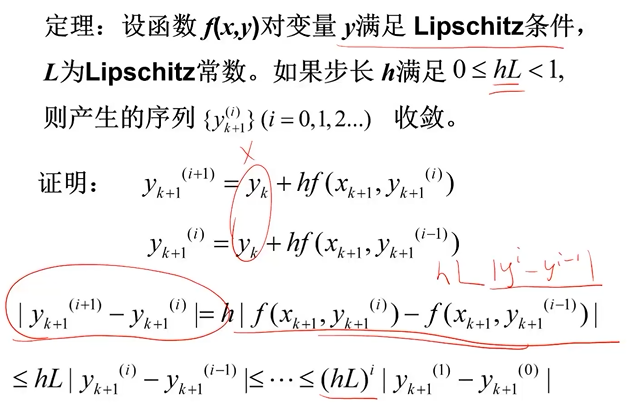 定理：设函数 f(x,y)对变量 y满足 Lipschitz条件，
L为Lipschitz常数。如果步长 h满足 0 ≤ hL < 1,
则产生的序列 {y_{k+1}^{(i)}} (i = 0,1,2...) 收敛。
x
证明： y_{k+1}^{(i+1)} = y_k + hf(x_{k+1}, y_{k+1}^{(i)})
y_{k+1}^{(i)} = y_k + hf(x_{k+1}, y_{k+1}^{(i-1)})
hL |y^i - y^{i-1}|
| y_{k+1}^{(i+1)} - y_{k+1}^{(i)} |= h | f(x_{k+1}, y_{k+1}^{(i)}) - f(x_{k+1}, y_{k+1}^{(i-1)}) |
≤ hL | y_{k+1}^{(i)} - y_{k+1}^{(i-1)} |≤ ⋯ ≤ (hL)^i | y_{k+1}^{(1)} - y_{k+1}^{(0)} |